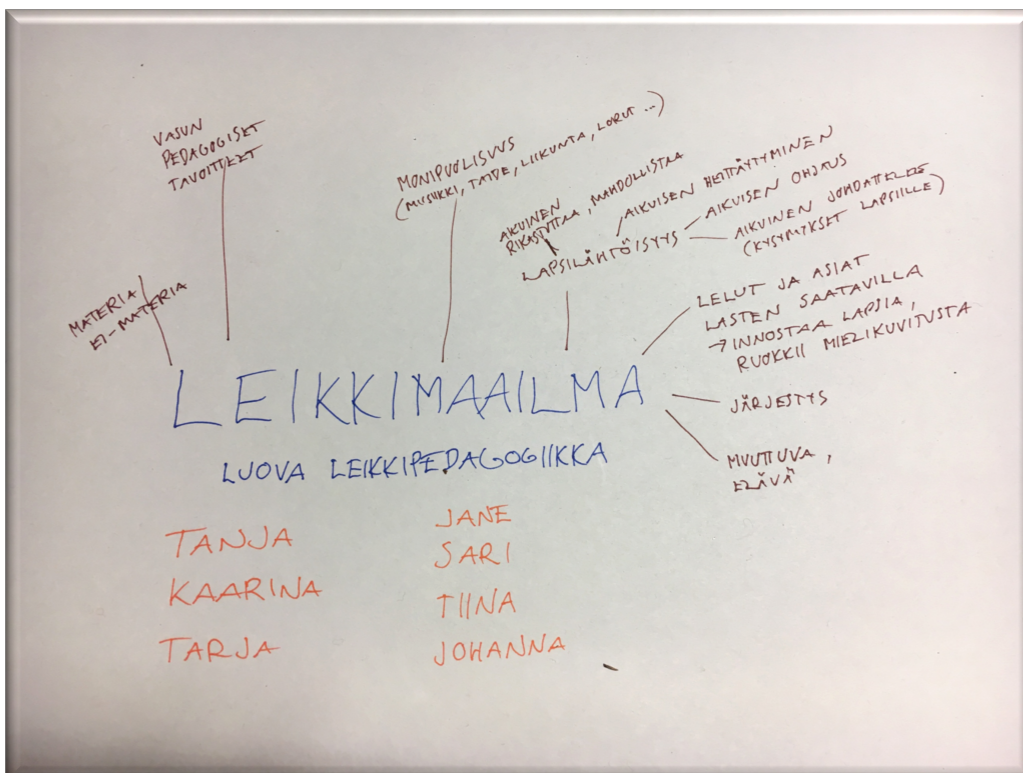 VASUN
PEDAGOGISET
TAVOITTEET
MATERIA
EI-MATERIA
MONIPUOLISUUS
(MUSIIKKI, TAIDE, LIIKUNTA, LORUT ...)
AIKUINEN
RIKASTUTTAA, MAHDOLLISTAA
AIKUISEN HEITTÄYTYMINEN
AIKUISEN OHJAUS
AIKUINEN JOHDATTELEE
(KYSYMYKSET LAPSILLE)
LAPSILÄHTÖISYYS
LELUT JA ASIAT
LASTEN SAATAVILLA
→ INNOSTAA LAPSIA,
RUOKKII MIELIKUVITUSTA
JÄRJESTYS
MUUTTUVA,
ELÄVÄ
LEIKKIMAAILMA
LUOVA LEIKKIPEDAGOGIIKKA
TANJA
KAARINA
TARJA
JANE
SARI
TIINA
JOHANNA